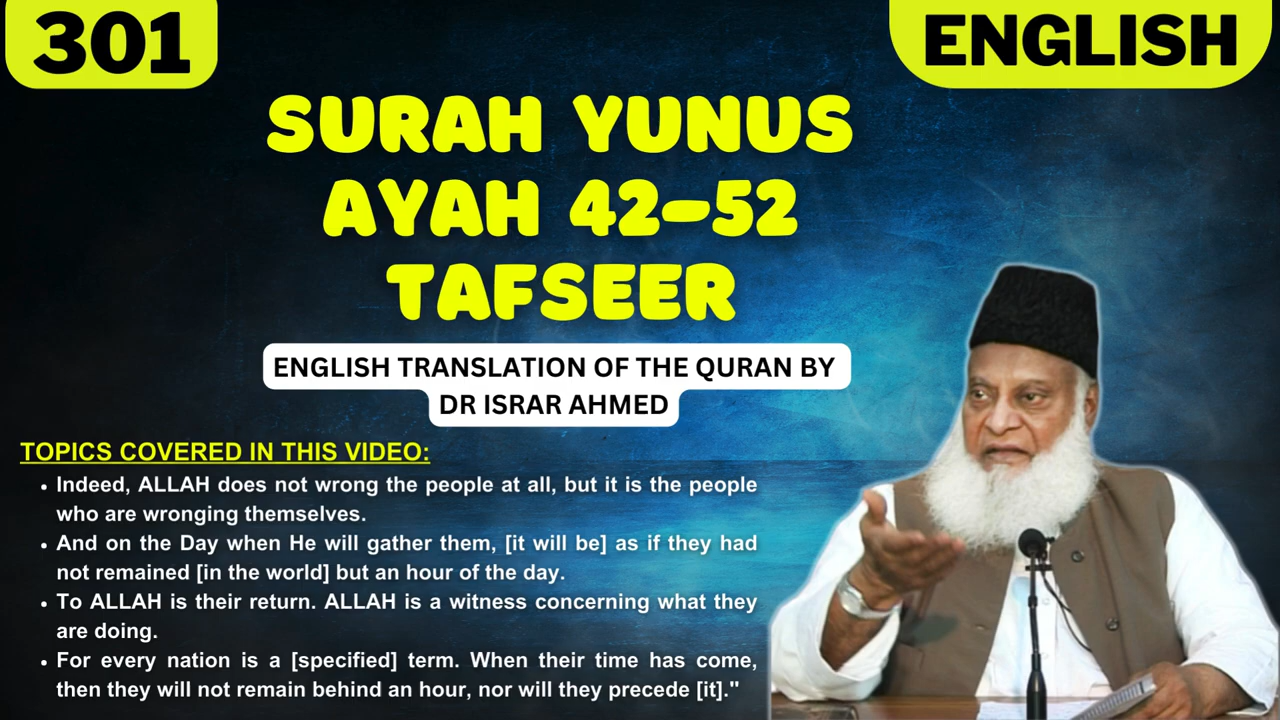 301
ENGLISH
SURAH YUNUS
AYAH 42-52
TAFSEER
ENGLISH TRANSLATION OF THE QURAN BY
DR ISRAR AHMED
TOPICS COVERED IN THIS VIDEO:
• Indeed, ALLAH does not wrong the people at all, but it is the people
who are wronging themselves.
• And on the Day when He will gather them, [it will be] as if they had
not remained [in the world] but an hour of the day.
• To ALLAH is their return. ALLAH is a witness concerning what they
are doing.
• For every nation is a [specified] term. When their time has come,
then they will not remain behind an hour, nor will they precede [it]."